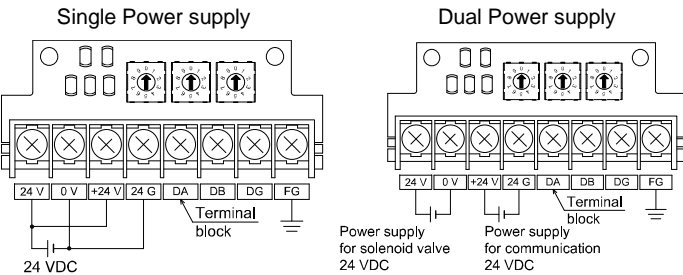 Single Power supply
24 V 0 V +24 V 24 G DA DB DG FG
Terminal
block
24 VDC
Dual Power supply
24 V 0 V +24 V 24 G DA DB DG FG
Terminal
block
Power supply
for solenoid valve
24 VDC
Power supply
for communication
24 VDC